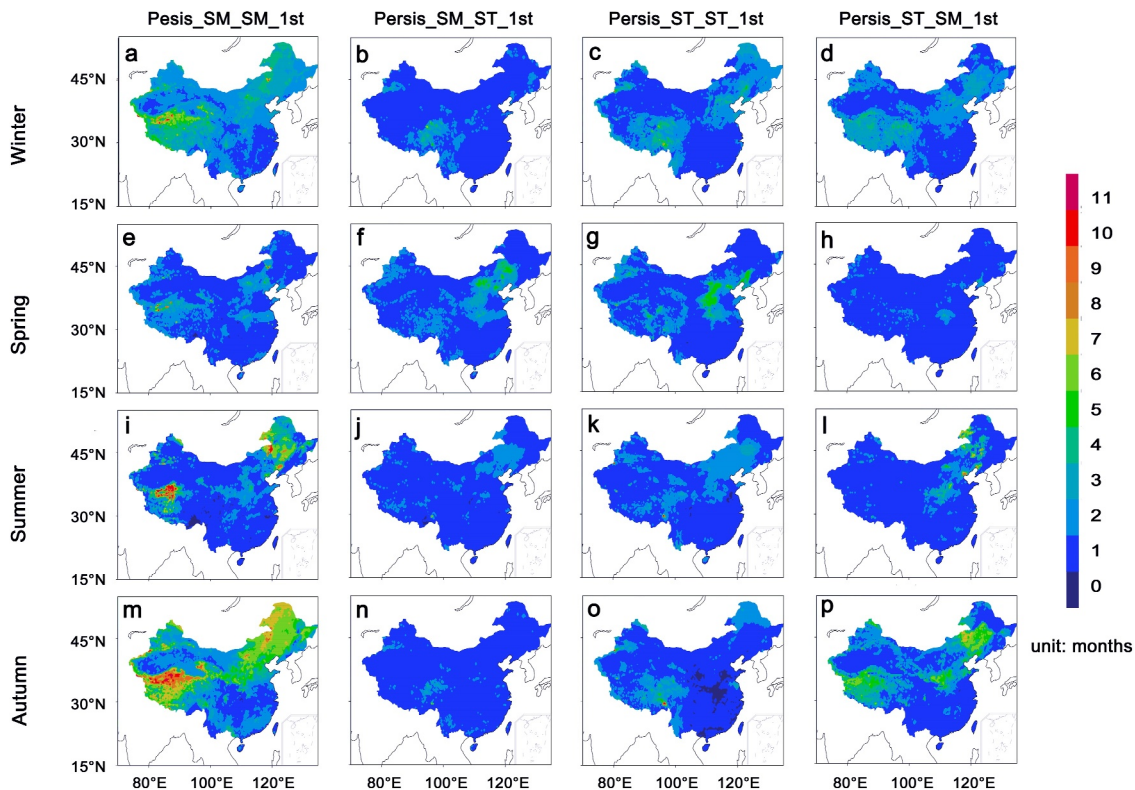 Pesis_SM_SM_1st Persis_SM_ST_1st Persis_ST_ST_1st Persis_ST_SM_1st
a b c d
45°N
30°N
15°N
Winter
e f g h
45°N
30°N
15°N
Spring
i j k l
45°N
30°N
15°N
Summer
m n o p
45°N
30°N
15°N
Autumn
80°E 100°E 120°E 80°E 100°E 120°E 80°E 100°E 120°E 80°E 100°E 120°E
11
10
9
8
7
6
5
4
3
2
1
0
unit: months